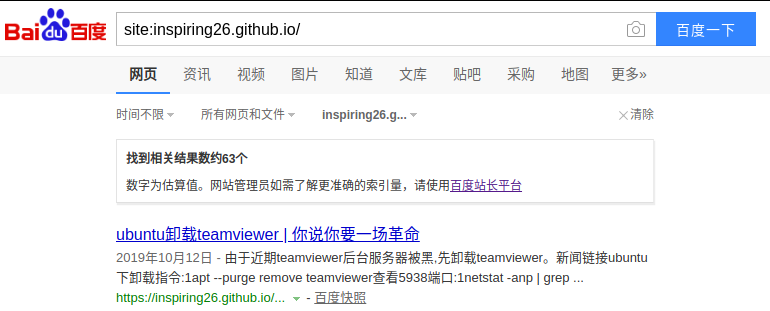 Bai du 百度 site:inspiring26.github.io/ 百度一下
网页 资讯 视频 图片 知道 文库 贴吧 采购 地图 更多»
时间不限 所有网页和文件 inspiring26.g... 清除
找到相关结果数约63个
数字为估算值。网站管理员如需了解更准确的索引量，请使用百度站长平台
ubuntu卸载teamviewer | 你说你要一场革命
2019年10月12日 - 由于近期teamviewer后台服务器被黑,先卸载teamviewer。新闻链接ubuntu
下卸载指令:1apt --purge remove teamviewer查看5938端口:1netstat -anp | grep ...
https://inspiring26.github.io/... - 百度快照